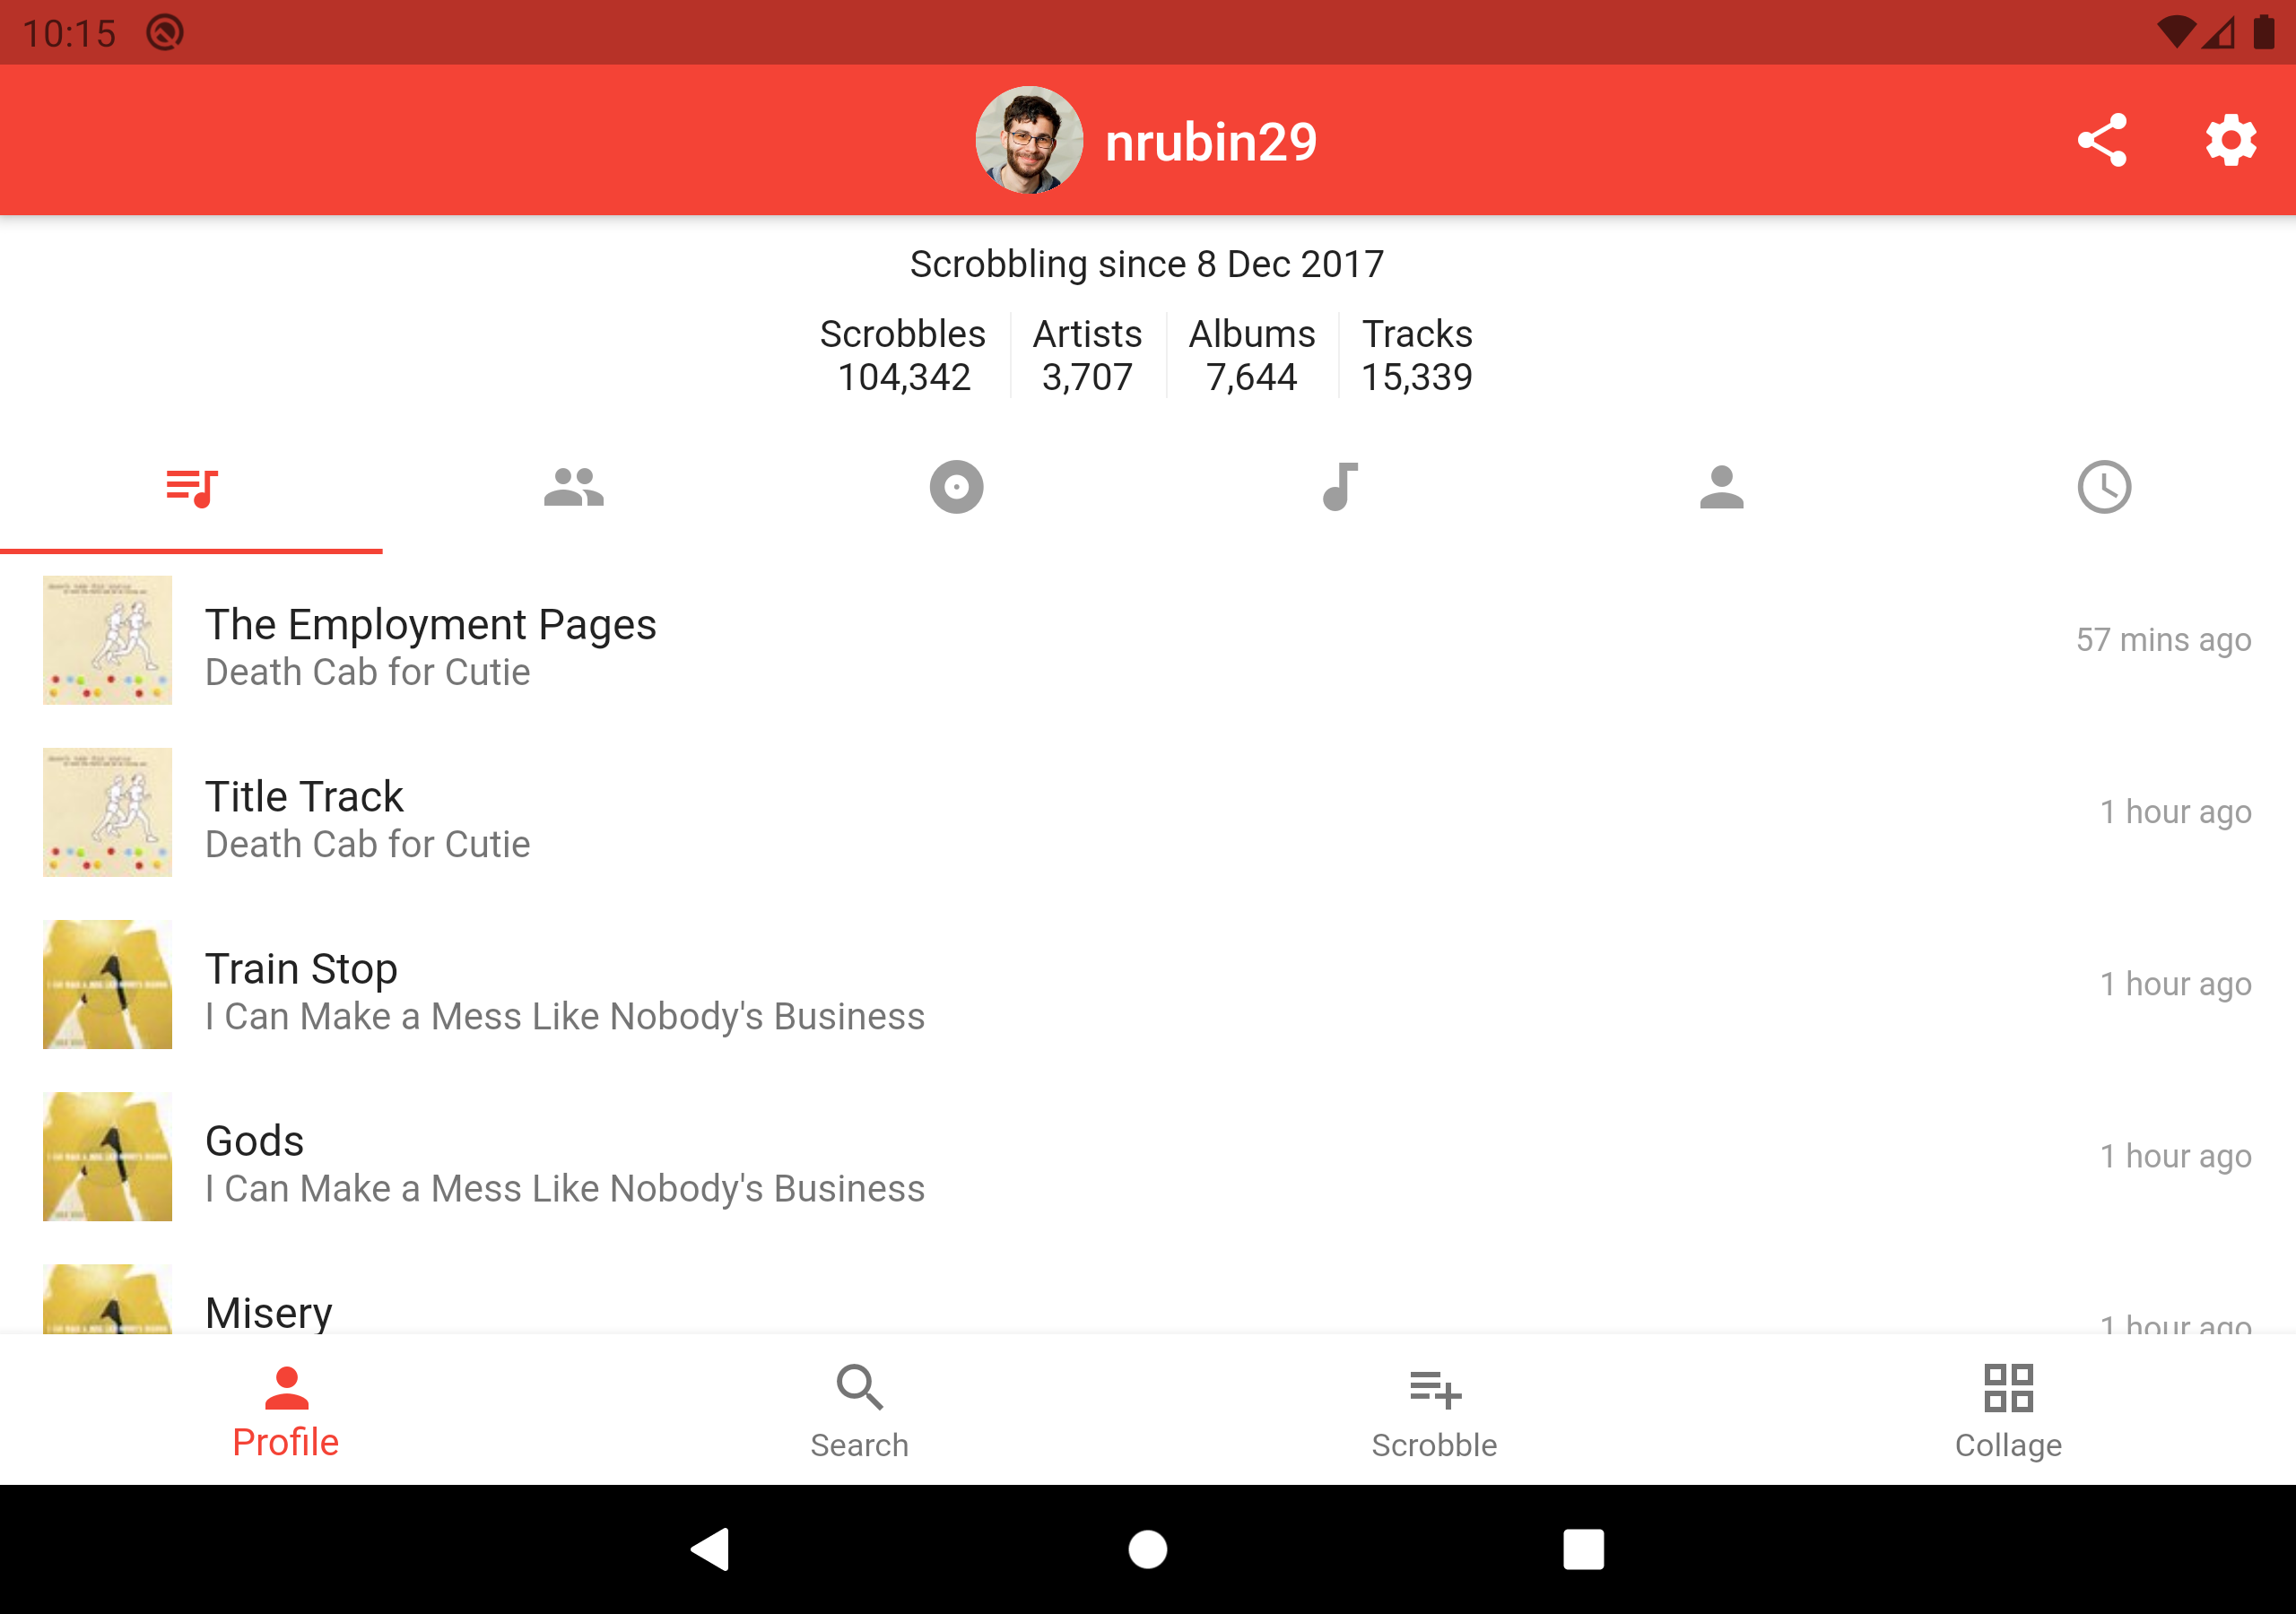 10:15
nrubin29
Scrobbling since 8 Dec 2017
Scrobbles Artists Albums Tracks
104,342 3,707 7,644 15,339
The Employment Pages
Death Cab for Cutie
57 mins ago
Title Track
Death Cab for Cutie
1 hour ago
Train Stop
I Can Make a Mess Like Nobody's Business
1 hour ago
Gods
I Can Make a Mess Like Nobody's Business
1 hour ago
Misery
1 hour ago
Profile Search Scrobble Collage